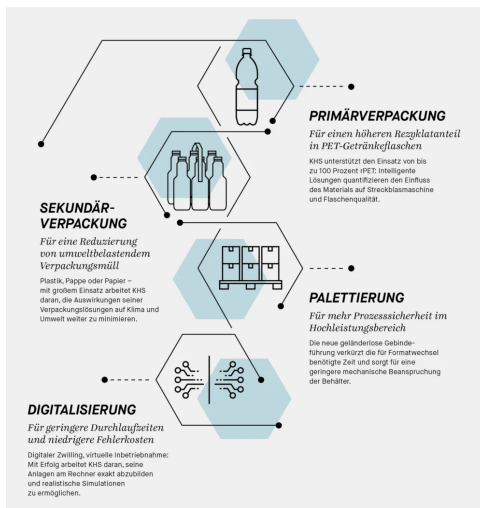 PRIMÄRVERPACKUNG
Für einen höheren Rezyklatanteil
in PET-Getränkeflaschen
KHS unterstützt den Einsatz von bis
zu 100 Prozent rPET: Intelligente
Lösungen quantifizieren den Einfluss
des Materials auf Streckblasmaschine
und Flaschenqualität.
SEKUNDÄR-
VERPACKUNG
Für eine Reduzierung
von umweltbelastendem
Verpackungsmüll
Plastik, Pappe oder Papier –
mit großem Einsatz arbeitet KHS
daran, die Auswirkungen seiner
Verpackungslösungen auf Klima und
Umwelt weiter zu minimieren.
PALETTIERUNG
Für mehr Prozesssicherheit im
Hochleistungsbereich
Die neue geländerlose Gebinde-
führung verkürzt die für Formatwechsel
benötigte Zeit und sorgt für eine
geringere mechanische Beanspruchung
der Behälter.
DIGITALISIERUNG
Für geringere Durchlaufzeiten
und niedrigere Fehlerkosten
Digitaler Zwilling, virtuelle Inbetriebnahme:
Mit Erfolg arbeitet KHS daran, seine
Anlagen am Rechner exakt abzubilden
und realistische Simulationen
zu ermöglichen.